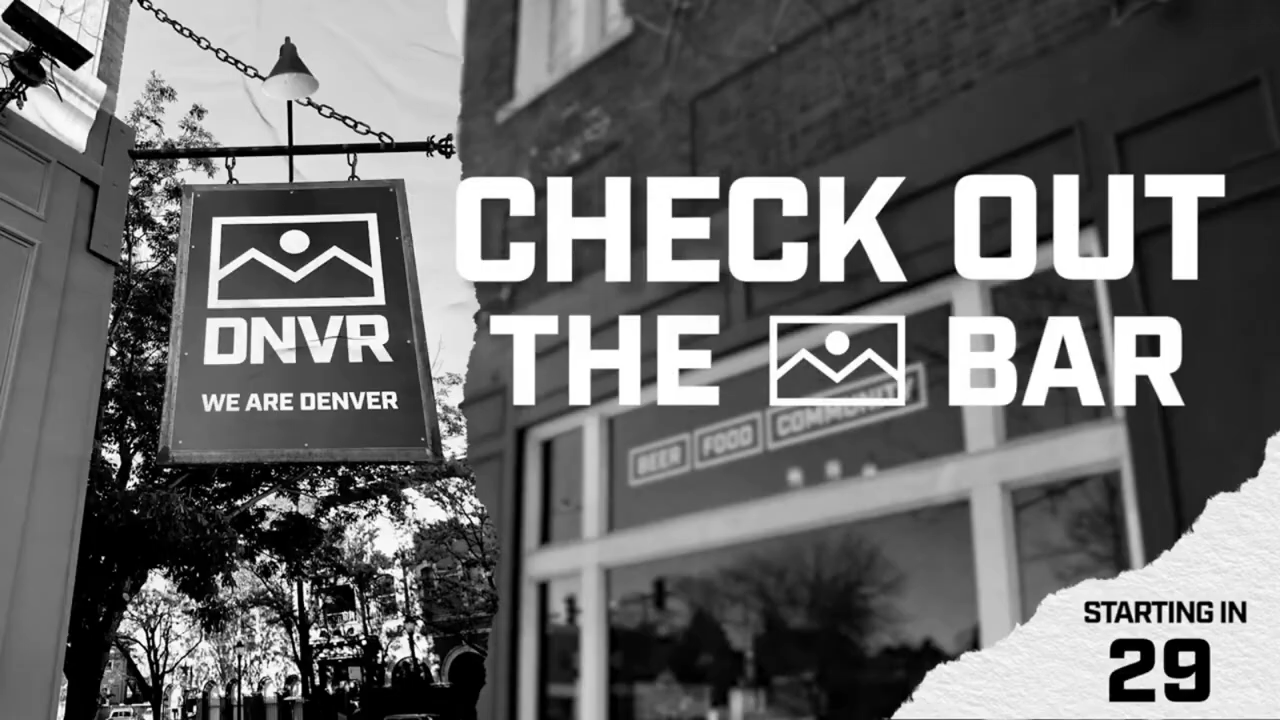 DNVR
WE ARE DENVER
CHECK OUT
THE BAR
BEER FOOD COMMUNITY
STARTING IN
29